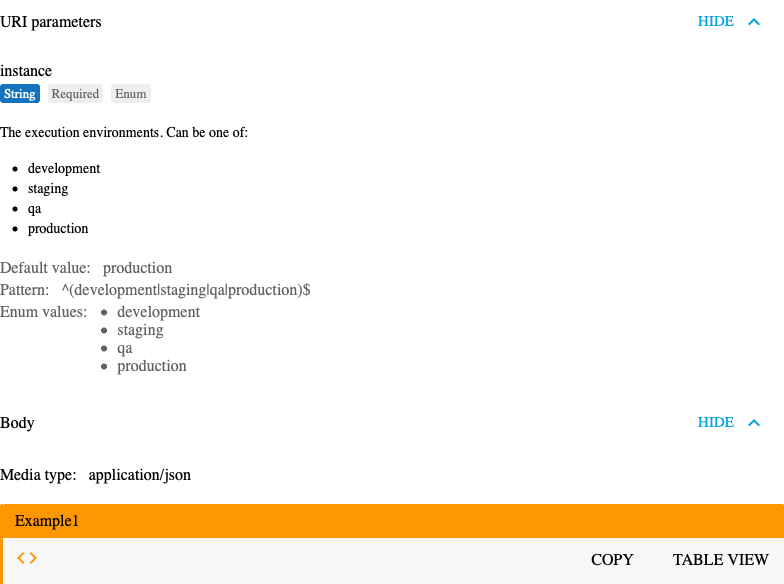 URI parameters HIDE
instance
String Required Enum
The execution environments. Can be one of:
development
staging
qa
production
Default value: production
Pattern: ^(development|staging|qa|production)$
Enum values: development
staging
qa
production
Body HIDE
Media type: application/json
Example1
COPY TABLE VIEW